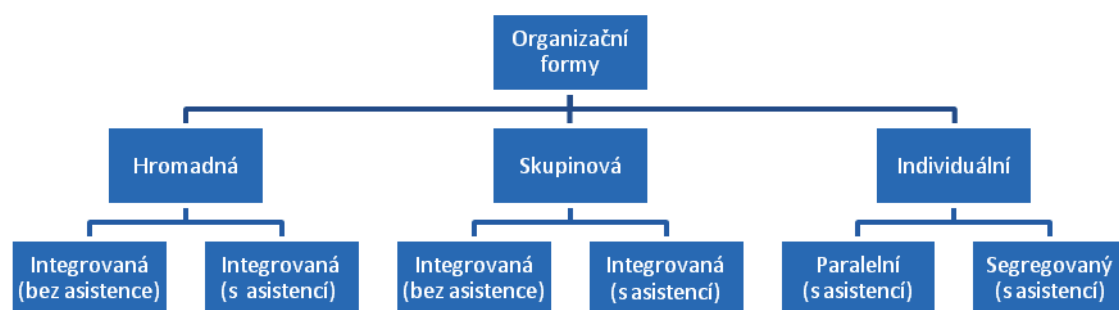 Organizační
formy
Hromadná
Skupinová
Individuální
Integrovaná
(bez asistence)
Integrovaná
(s asistencí)
Integrovaná
(bez asistence)
Integrovaná
(s asistencí)
Paralelní
(s asistencí)
Segregovaný
(s asistencí)